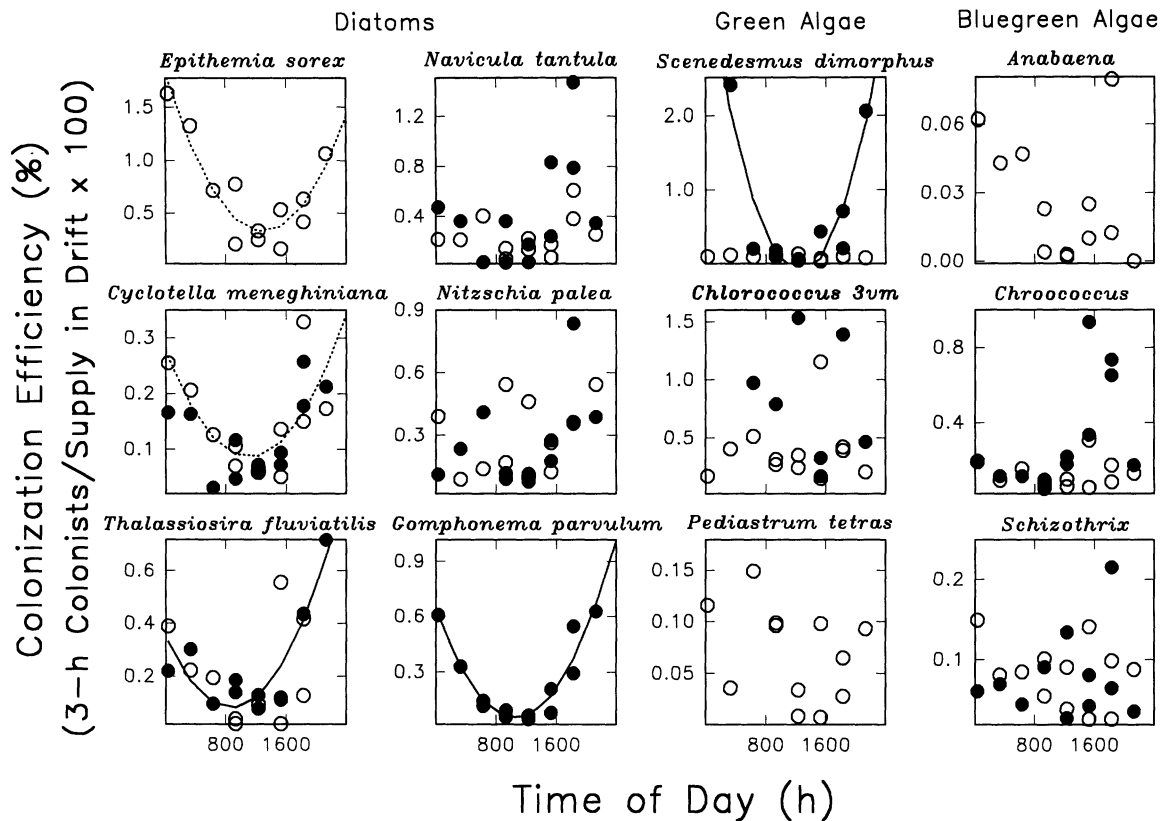 Diatoms Green Algae Bluegreen Algae
Colonization Efficiency (%)
(3-h Colonists/Supply in Drift x 100)
Epithemia sorex
1.5
1.0
0.5
Navicula tantula
1.2
0.8
0.4
Scenedesmus dimorphus
2.0
1.0
Anabaena
0.06
0.03
0.00
Cyclotella meneghiniana
0.3
0.2
0.1
Nitzschia palea
0.9
0.6
0.3
Chlorococcus 3vm
1.5
1.0
0.5
Chroococcus
0.8
0.4
Thalassiosira fluviatilis
0.6
0.4
0.2
800 1600
Gomphonema parvulum
0.9
0.6
0.3
800 1600
Pediastrum tetras
0.15
0.10
0.05
800 1600
Schizothrix
0.2
0.1
800 1600
Time of Day (h)